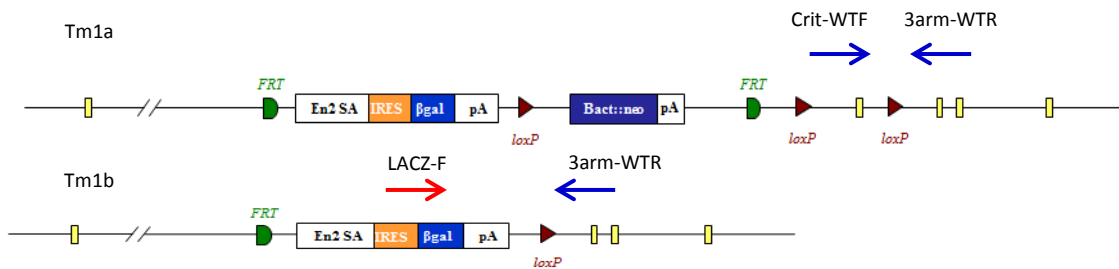 Crit-WTF 3arm-WTR
Tm1a
FRT FRT
En2 SA IRES βgal pA Bact::neo pA
loxP loxP loxP
LACZ-F 3arm-WTR
Tm1b
FRT
En2 SA IRES βgal pA
loxP